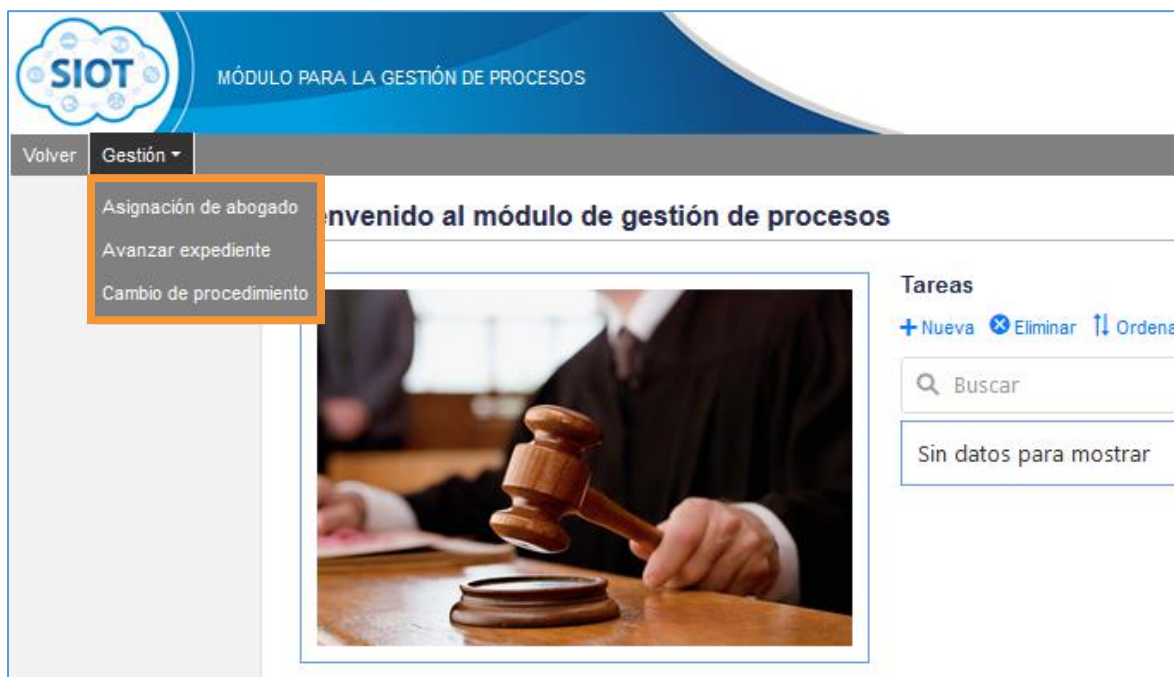 SIOT
MÓDULO PARA LA GESTIÓN DE PROCESOS
Volver Gestión
Asignación de abogado
Avanzar expediente
Cambio de procedimiento
envenido al módulo de gestión de procesos
Tareas
Nueva Eliminar Ordena
Buscar
Sin datos para mostrar